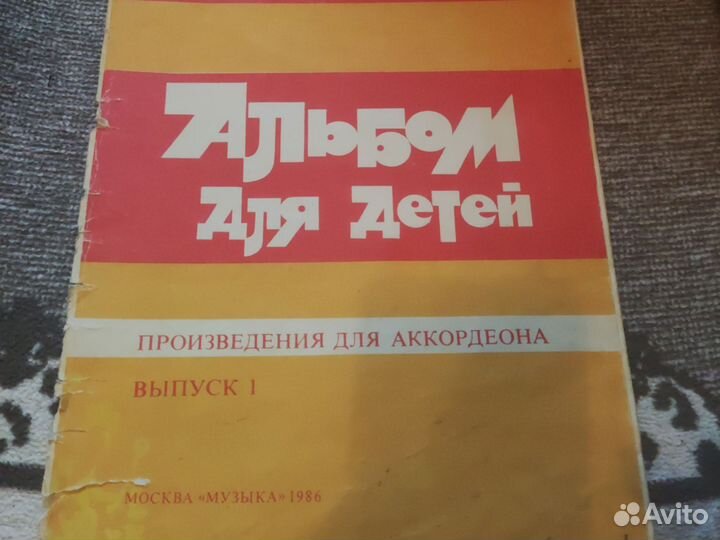 Альбом
для детей
ПРОИЗВЕДЕНИЯ ДЛЯ АККОРДЕОНА
ВЫПУСК 1
МОСКВА «МУЗЫКА» 1986
Avito